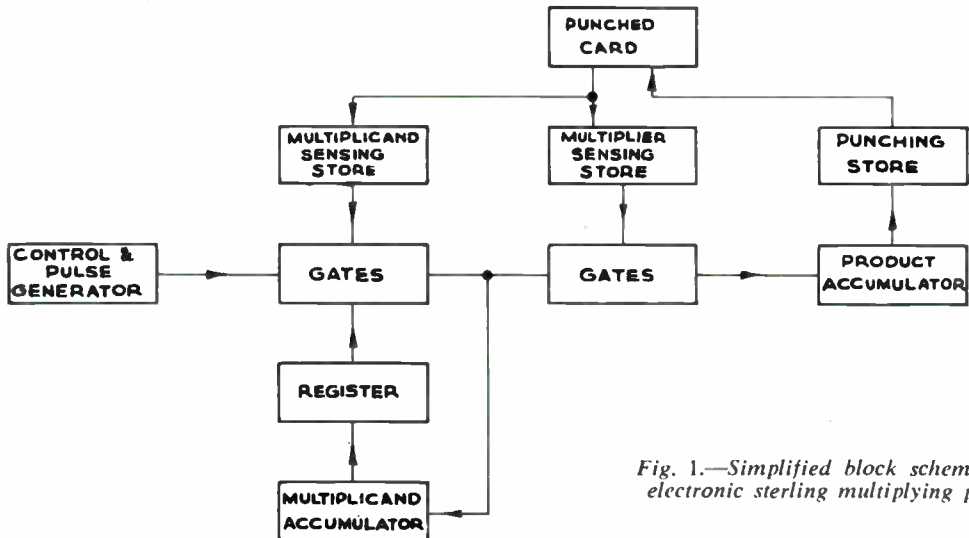 PUNCHED
CARD
MULTIPLICAND
SENSING
STORE
MULTIPLIER
SENSING
STORE
PUNCHING
STORE
CONTROL &
PULSE
GENERATOR
GATES
GATES
PRODUCT
ACCUMULATOR
REGISTER
MULTIPLICAND
ACCUMULATOR
Fig. 1.—Simplified block schem
electronic sterling multiplying p